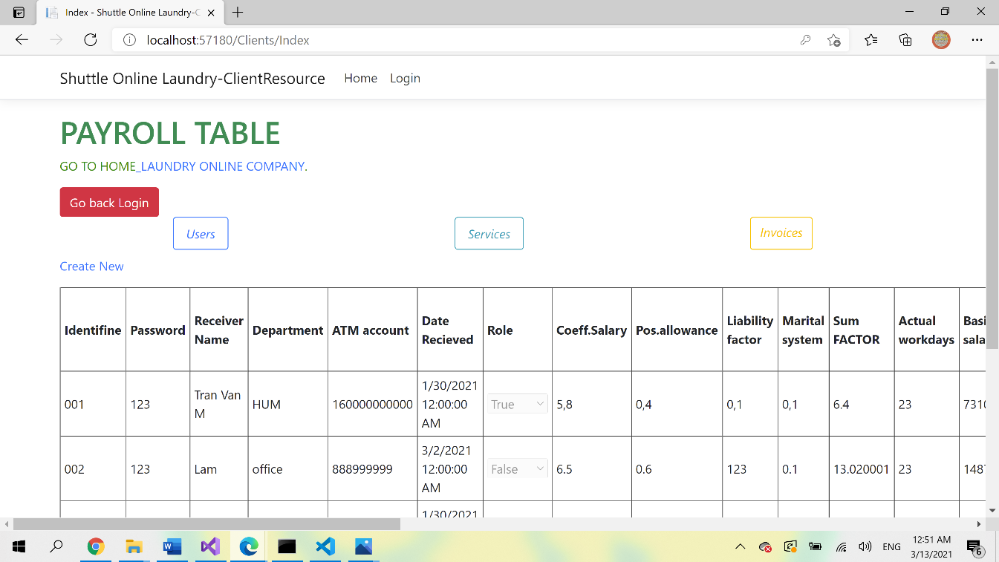 Index - Shuttle Online Laundry-C
localhost:57180/Clients/Index
Shuttle Online Laundry-ClientResource Home Login
PAYROLL TABLE
GO TO HOME_LAUNDRY ONLINE COMPANY.
Go back Login
Users Services Invoices
Create New
Identifine Password Receiver Name Department ATM account Date Recieved Role Coeff.Salary Pos.allowance Liability factor Marital system Sum FACTOR Actual workdays Basi sala
001 123 Tran Van M HUM 160000000000 1/30/2021 12:00:00 AM True 5,8 0,4 0,1 0,1 6.4 23 7310
002 123 Lam office 888999999 3/2/2021 12:00:00 AM False 6.5 0.6 123 0.1 13.020001 23 1487
1/30/2021
ENG
12:51 AM
3/13/2021
6